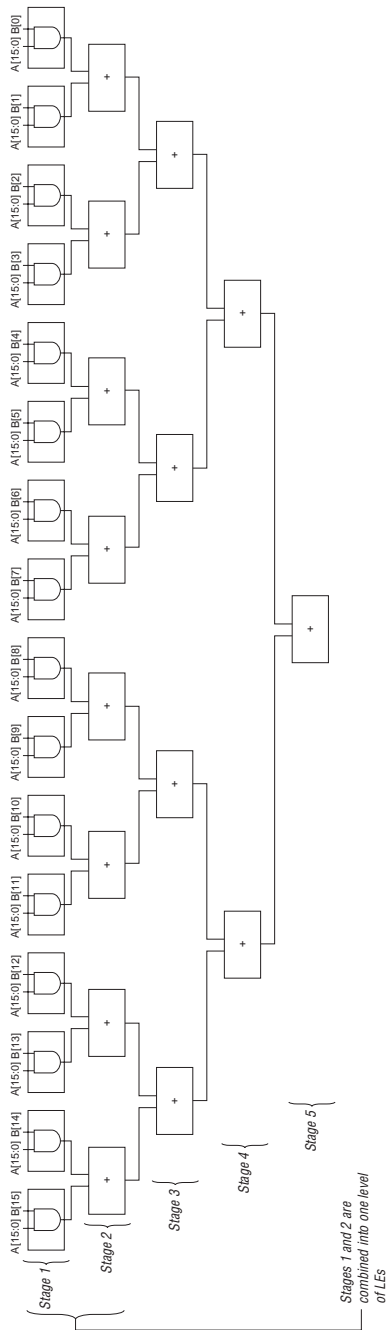 A[15:0] B[15]
A[15:0] B[14]
A[15:0] B[13]
A[15:0] B[12]
A[15:0] B[11]
A[15:0] B[10]
A[15:0] B[9]
A[15:0] B[8]
A[15:0] B[7]
A[15:0] B[6]
A[15:0] B[5]
A[15:0] B[4]
A[15:0] B[3]
A[15:0] B[2]
A[15:0] B[1]
A[15:0] B[0]
Stage 1
Stage 2
+
+
+
+
+
+
+
+
Stage 3
+
+
+
+
Stage 4
+
+
Stage 5
+
Stages 1 and 2 are
combined into one level
of LEs